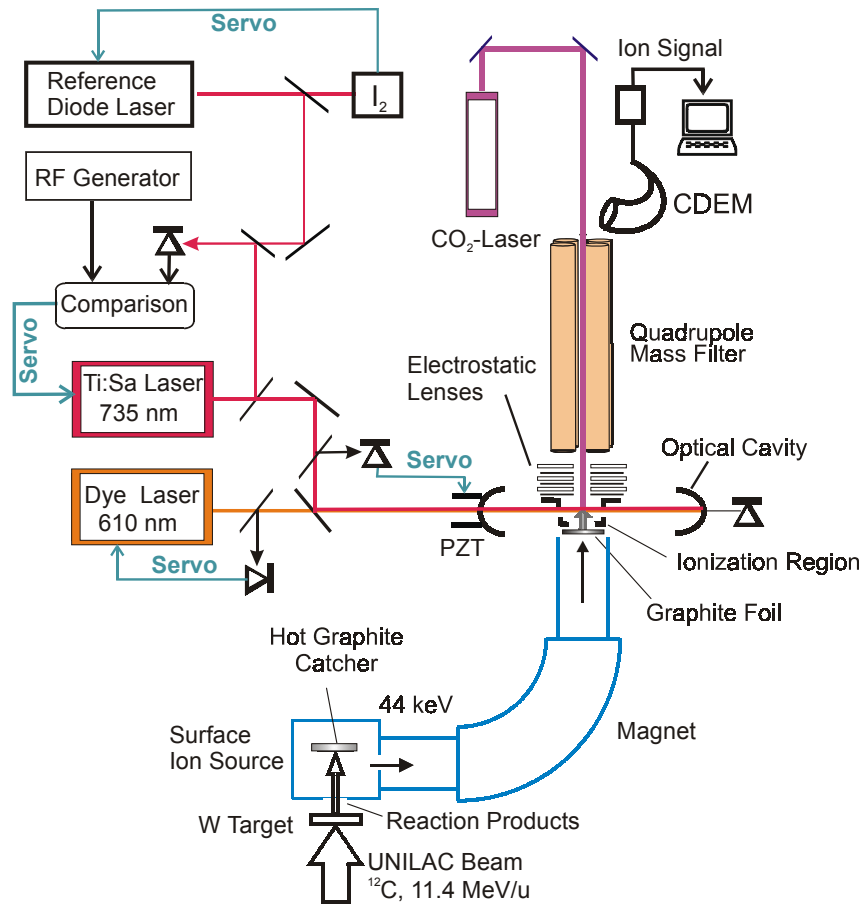 Servo
Reference
Diode Laser
I₂
Ion Signal
RF Generator
CDEM
CO₂-Laser
Comparison
Servo
Quadrupole
Mass Filter
Electrostatic
Lenses
Ti:Sa Laser
735 nm
Optical Cavity
Servo
Dye Laser
610 nm
PZT
Servo
Ionization Region
Graphite Foil
Hot Graphite
Catcher
44 keV
Surface
Ion Source
Magnet
W Target
Reaction Products
UNILAC Beam
¹²C, 11.4 MeV/u